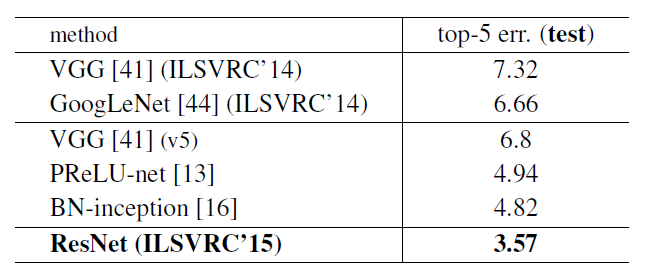 method top-5 err. (test)
VGG [41] (ILSVRC’14) 7.32
GoogLeNet [44] (ILSVRC’14) 6.66
VGG [41] (v5) 6.8
PReLU-net [13] 4.94
BN-inception [16] 4.82
ResNet (ILSVRC’15) 3.57